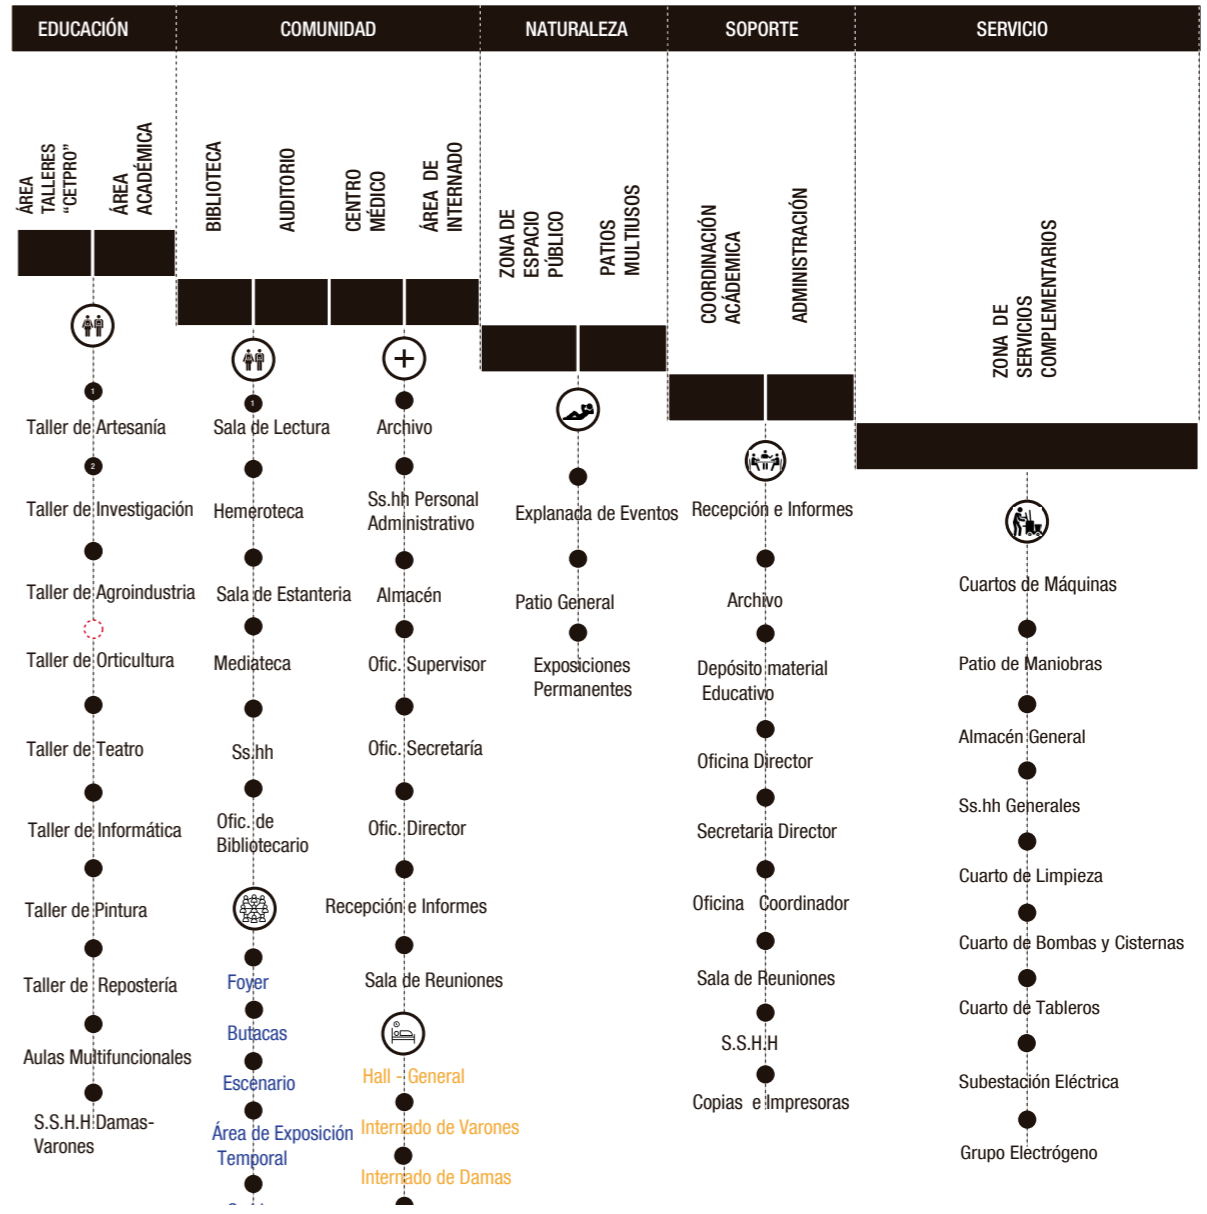 EDUCACIÓN
COMUNIDAD
NATURALEZA
SOPORTE
SERVICIO
ÁREA
TALLERES
“CETPRO”
ÁREA
ACADÉMICA
BIBLIOTECA
AUDITORIO
CENTRO
MÉDICO
ÁREA DE
INTERNADO
ZONA DE
ESPACIO
PÚBLICO
PATIOS
MULTIUSOS
COORDINACIÓN
ACÁDEMICA
ADMINISTRACIÓN
ZONA DE
SERVICIOS
COMPLEMENTARIOS
1
Taller de Artesanía
2
Taller de Investigación
Taller de Agroindustria
Taller de Orticultura
Taller de Teatro
Taller de Informática
Taller de Pintura
Taller de Repostería
Aulas Multifuncionales
S.S.H.H Damas-
Varones
1
Sala de Lectura
Hemeroteca
Sala de Estanteria
Mediateca
Ss.hh
Ofic. de
Bibliotecario
Foyer
Butacas
Escenario
Área de Exposición
Temporal
Archivo
Ss.hh Personal
Administrativo
Almacén
Ofic. Supervisor
Ofic. Secretaría
Ofic. Director
Recepción e Informes
Sala de Reuniones
Hall - General
Internado de Varones
Internado de Damas
Explanada de Eventos
Patio General
Exposiciones
Permanentes
Recepción e Informes
Archivo
Depósito material
Educativo
Oficina Director
Secretaria Director
Oficina Coordinador
Sala de Reuniones
S.S.H.H
Copias e Impresoras
Cuartos de Máquinas
Patio de Maniobras
Almacén General
Ss.hh Generales
Cuarto de Limpieza
Cuarto de Bombas y Cisternas
Cuarto de Tableros
Subestación Eléctrica
Grupo Electrógeno